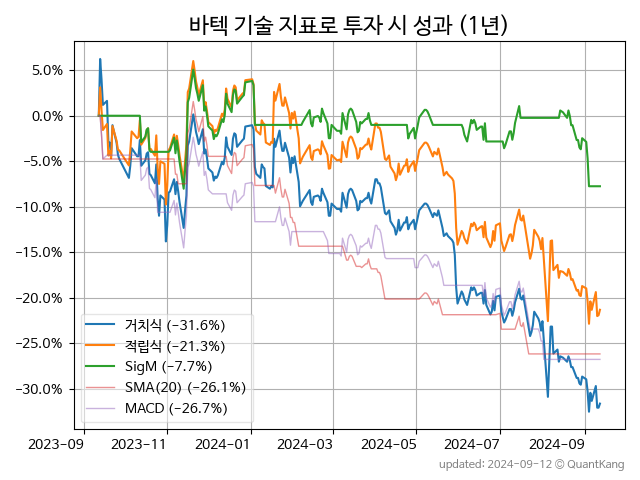 바텍 기술 지표로 투자 시 성과 (1년)
5.0%
0.0%
−5.0%
−10.0%
−15.0%
−20.0%
−25.0%
−30.0%
거치식 (−31.6%)
적립식 (−21.3%)
SigM (−7.7%)
SMA(20) (−26.1%)
MACD (−26.7%)
2023-09 2023-11 2024-01 2024-03 2024-05 2024-07 2024-09
updated: 2024-09-12 © QuantKang